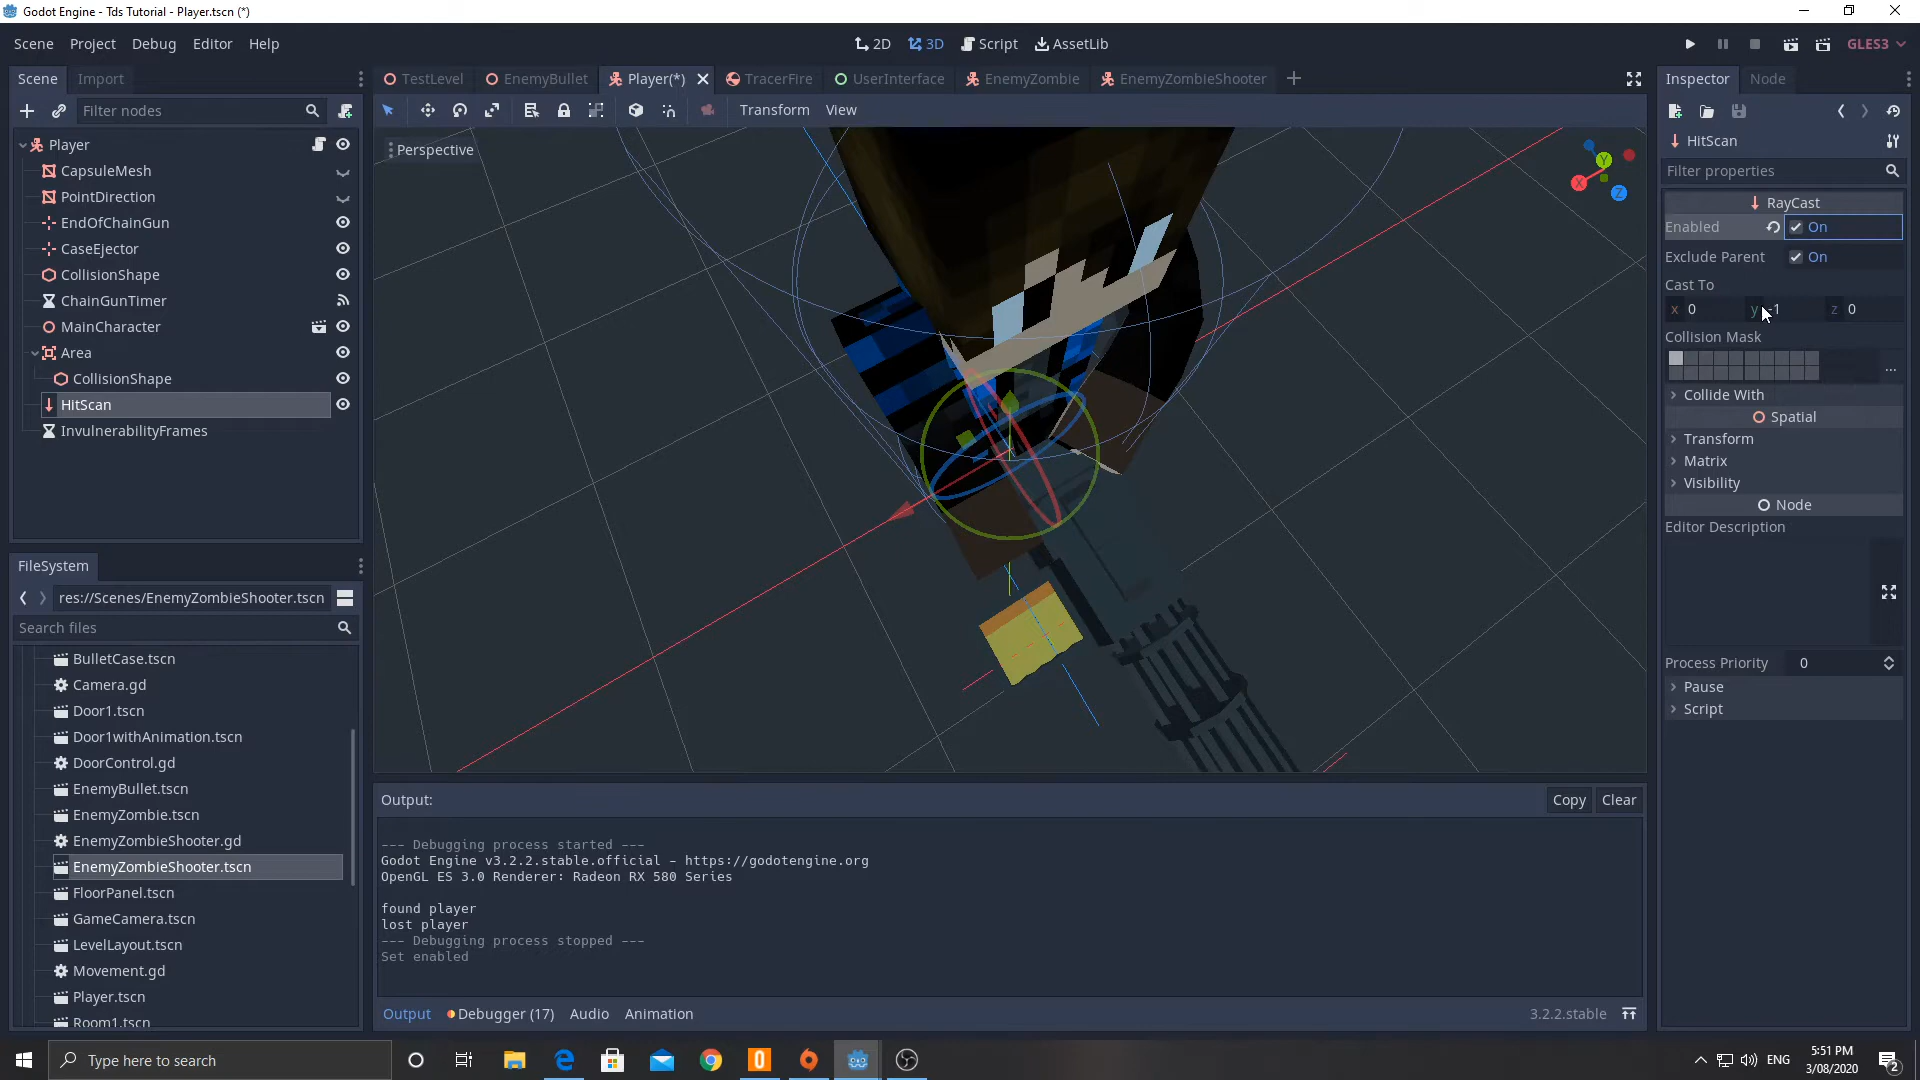 Godot Engine - Tds Tutorial - Player.tscn (*)
Scene Project Debug Editor Help
2D 3D Script AssetLib
GLES3
Scene Import
TestLevel EnemyBullet Player(*) TracerFire UserInterface EnemyZombie EnemyZombieShooter
Inspector Node
Filter nodes
Transform View
Perspective
Y
X
Z
HitScan
Filter properties
Player
CapsuleMesh
PointDirection
EndOfChainGun
CaseEjector
CollisionShape
ChainGunTimer
MainCharacter
Area
CollisionShape
HitScan
InvulnerabilityFrames
RayCast
Enabled On
Exclude Parent On
Cast To
x 0 y -1 z 0
Collision Mask
...
Collide With
Spatial
Transform
Matrix
Visibility
Node
Editor Description
Process Priority 0
Pause
Script
FileSystem
res://Scenes/EnemyZombieShooter.tscn
Search files
BulletCase.tscn
Camera.gd
Door1.tscn
Door1withAnimation.tscn
DoorControl.gd
EnemyBullet.tscn
EnemyZombie.tscn
EnemyZombieShooter.gd
EnemyZombieShooter.tscn
FloorPanel.tscn
GameCamera.tscn
LevelLayout.tscn
Movement.gd
Player.tscn
Room1.tscn
Output: Copy Clear
--- Debugging process started ---
Godot Engine v3.2.2.stable.official - https://godotengine.org
OpenGL ES 3.0 Renderer: Radeon RX 580 Series
found player
lost player
--- Debugging process stopped ---
Set enabled
Output Debugger (17) Audio Animation 3.2.2.stable
Type here to search
ENG
5:51 PM
3/08/2020
2